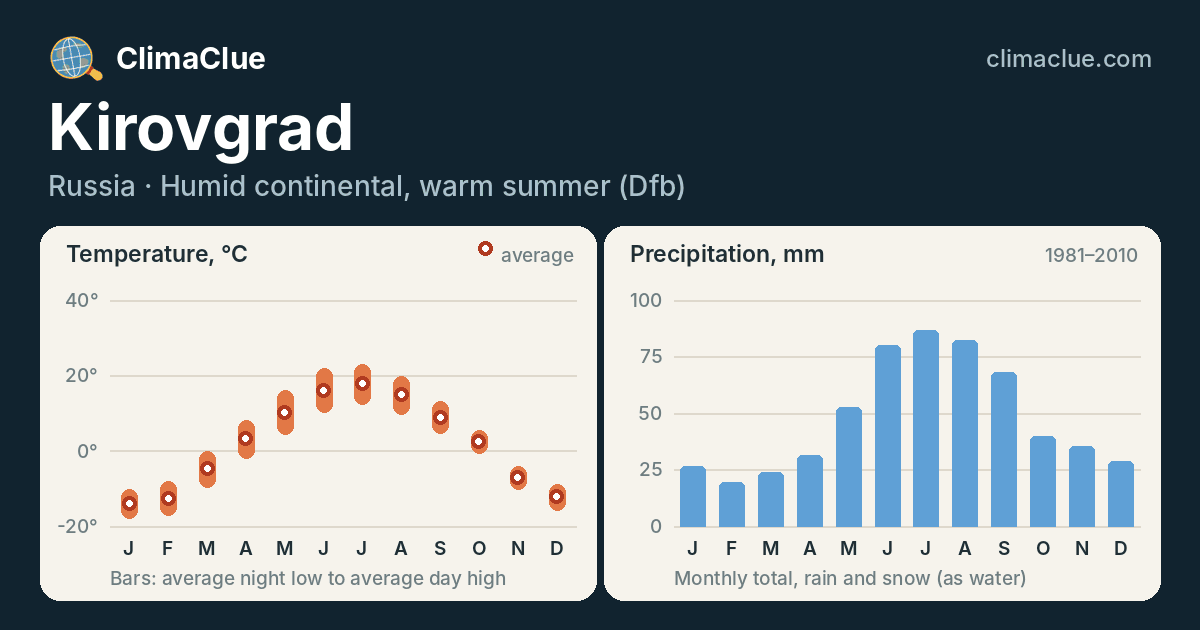 ClimaClue
climaclue.com
Kirovgrad
Russia · Humid continental, warm summer (Dfb)
Temperature, °C
average
40°
20°
0°
-20°
J F M A M J J A S O N D
Bars: average night low to average day high
Precipitation, mm
1981–2010
100
75
50
25
0
J F M A M J J A S O N D
Monthly total, rain and snow (as water)